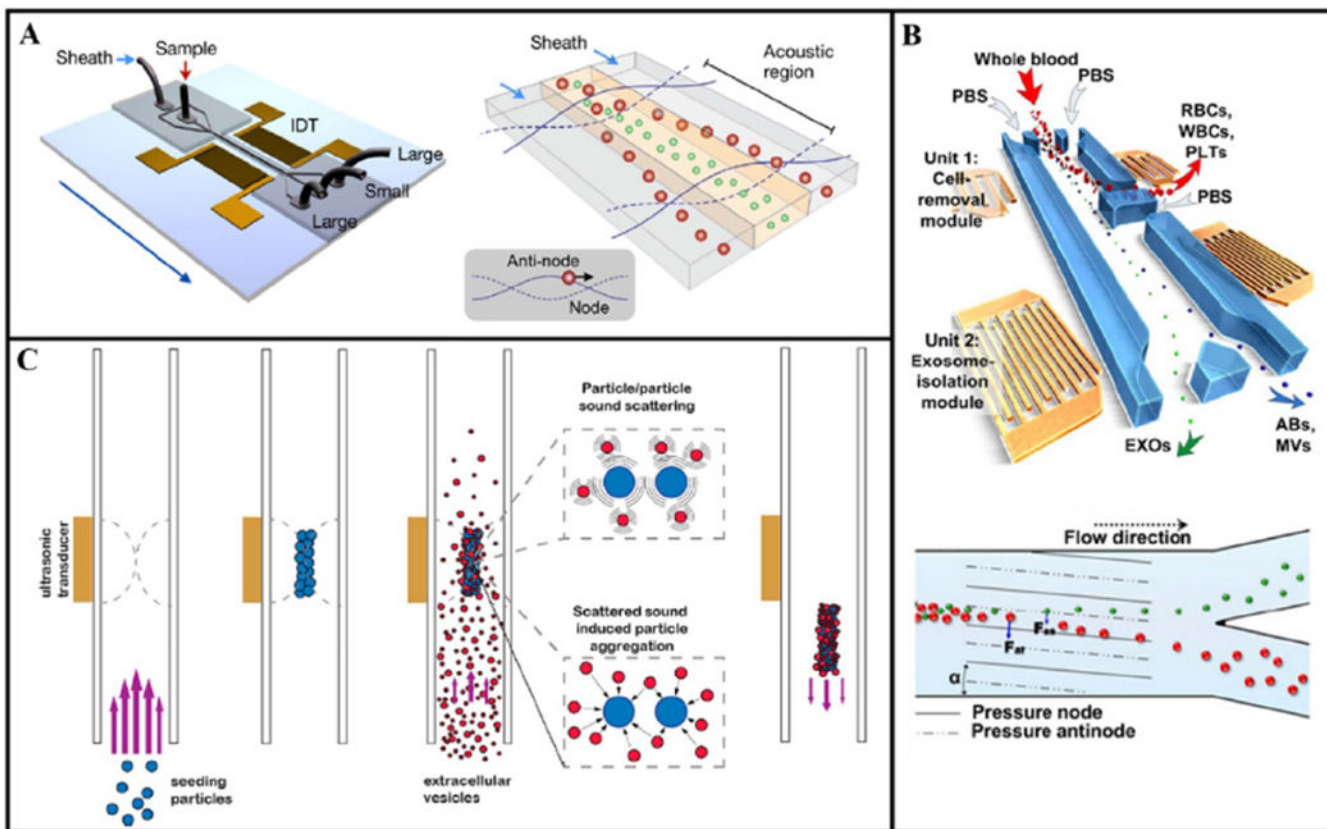 A
Sheath
Sample
IDT
Large
Small
Large
Sheath
Acoustic
region
Anti-node
Node
B
Whole blood
PBS
PBS
RBCs,
WBCs,
PLTs
Unit 1:
Cell-
removal
module
PBS
Unit 2:
Exosome-
isolation
module
EXOs
ABs,
MVs
Flow direction
α
Pressure node
Pressure antinode
C
ultrasonic
transducer
seeding
particles
extracellular
vesicles
Particle/particle
sound scattering
Scattered sound
induced particle
aggregation